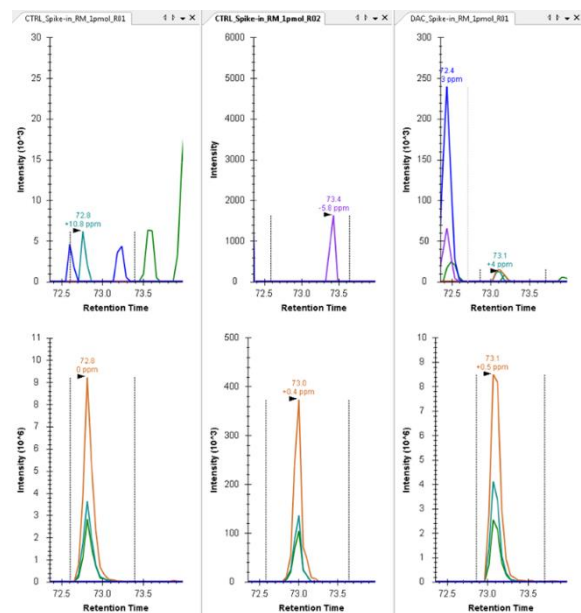 CTRL_Spike-in_RM_1pmol_R01
CTRL_Spike-in_RM_1pmol_R02
DAC_Spike-in_RM_1pmol_R01
Intensity (10^3)
30
25
20
15
10
5
0
72.8
+10.8 ppm
72.5 73.0 73.5
Retention Time
Intensity
6000
5000
4000
3000
2000
1000
0
73.4
-5.8 ppm
72.5 73.0 73.5
Retention Time
Intensity (10^3)
300
250
200
150
100
50
0
72.4
3 ppm
73.1
+4 ppm
72.5 73.0 73.5
Retention Time
Intensity (10^6)
11
10
9
8
7
6
5
4
3
2
1
0
72.8
0 ppm
72.5 73.0 73.5
Retention Time
Intensity (10^3)
500
400
300
200
100
0
73.0
+0.4 ppm
72.5 73.0 73.5
Retention Time
Intensity (10^6)
10
9
8
7
6
5
4
3
2
1
0
73.1
+0.5 ppm
72.5 73.0 73.5
Retention Time